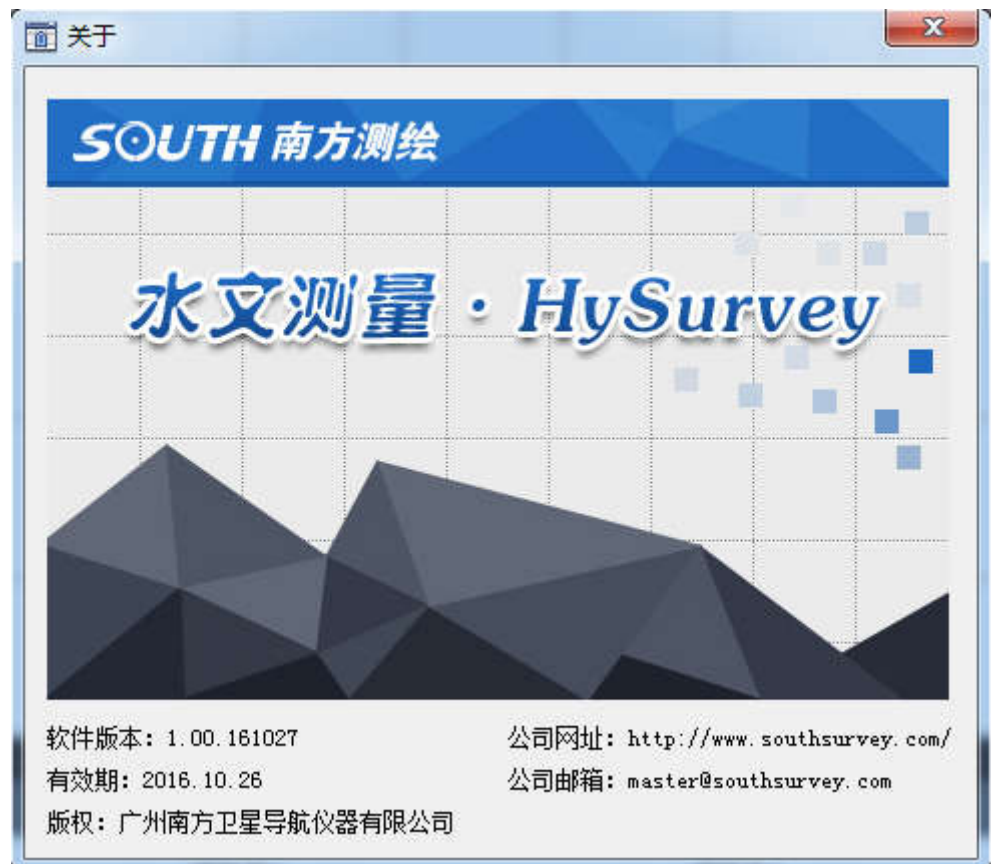 关于
SOUTH 南方测绘
水文测量·HySurvey
软件版本：1.00.161027
公司网址：http://www.southsurvey.com/
有效期：2016.10.26
公司邮箱：master@southsurvey.com
版权：广州南方卫星导航仪器有限公司